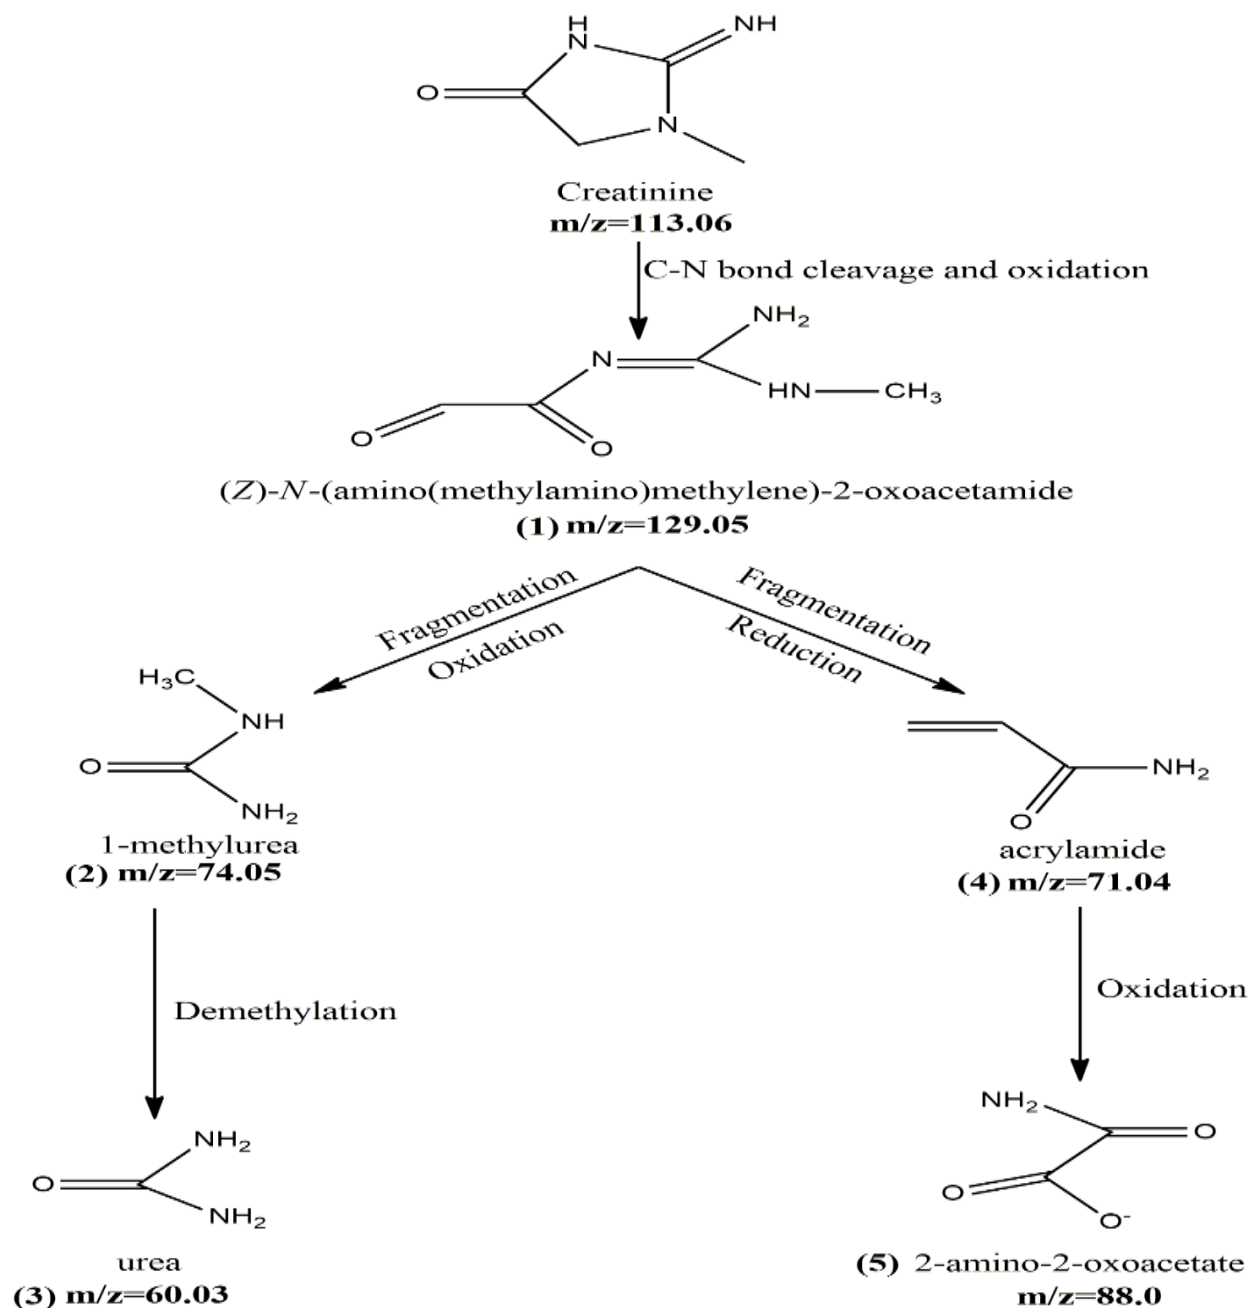 H
N
NH
O
N
Creatinine
m/z=113.06
C-N bond cleavage and oxidation
NH2
N
HN
CH3
O
O
(Z)-N-(amino(methylamino)methylene)-2-oxoacetamide
(1) m/z=129.05
Fragmentation
Oxidation
Fragmentation
Reduction
H3C
NH
O
NH2
1-methylurea
(2) m/z=74.05
NH2
O
acrylamide
(4) m/z=71.04
Demethylation
Oxidation
NH2
O
NH2
urea
(3) m/z=60.03
NH2
O
O
O-
(5) 2-amino-2-oxoacetate
m/z=88.0